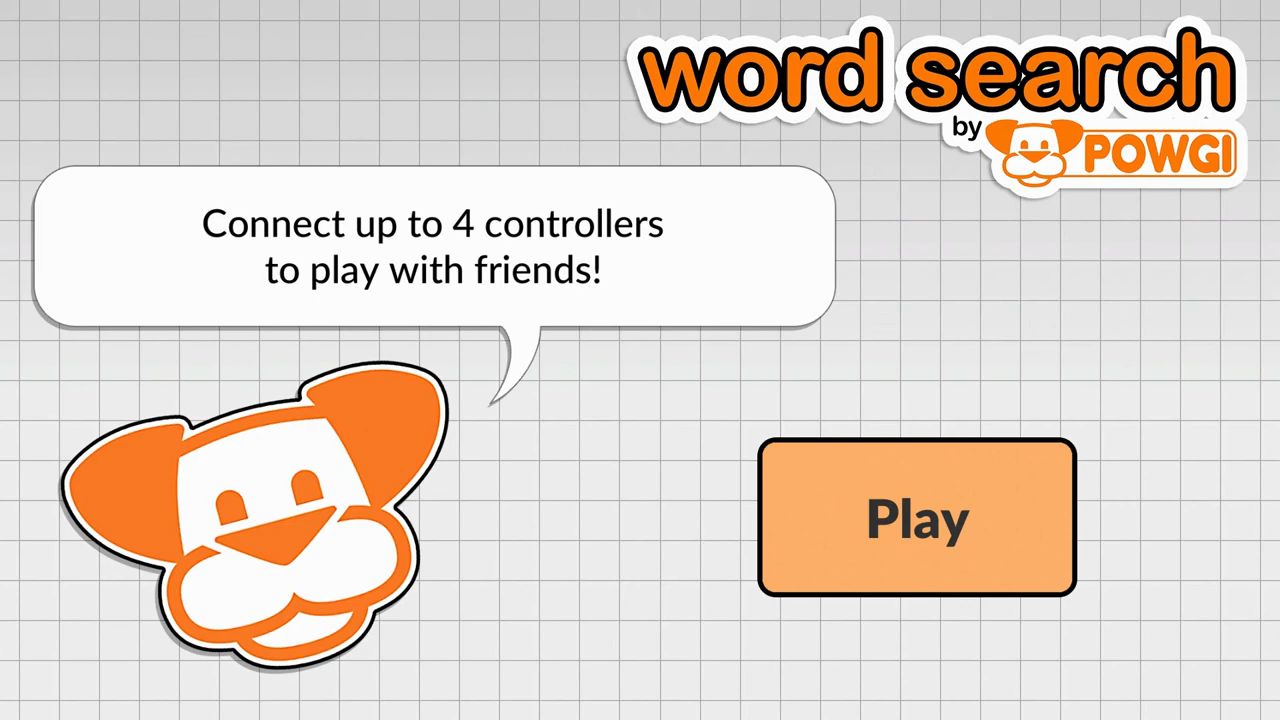 word search
by POWGI
Connect up to 4 controllers
to play with friends!
Play